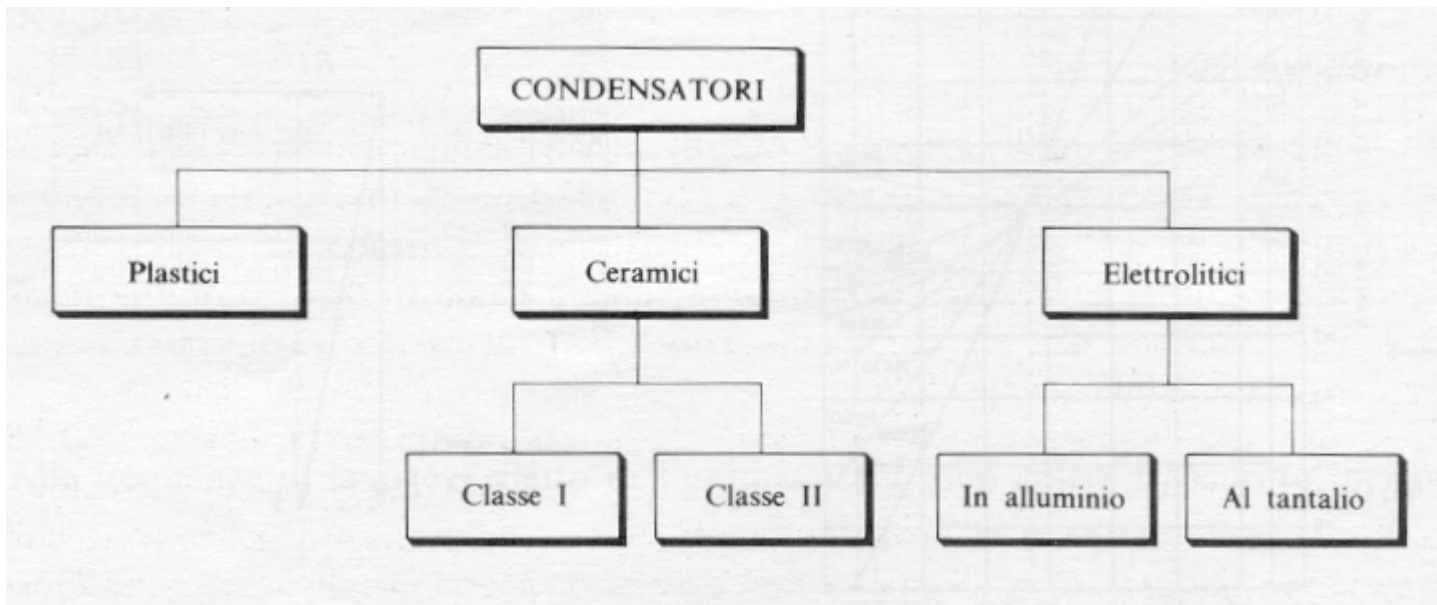 CONDENSATORI
Plastici
Ceramici
Elettrolitici
Classe I
Classe II
In alluminio
Al tantalio